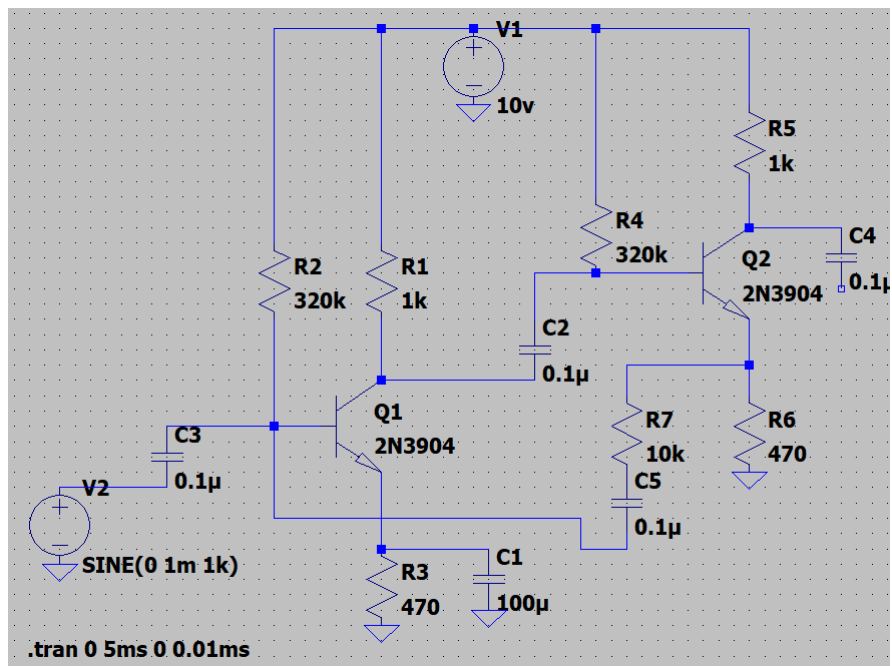 V1
+
−
10v
R5
1k
R4
320k
C4
0.1µ
Q2
2N3904
R2
320k
R1
1k
C2
0.1µ
Q1
2N3904
R7
10k
R6
470
C3
0.1µ
C5
0.1µ
V2
+
−
SINE(0 1m 1k)
C1
100µ
R3
470
.tran 0 5ms 0 0.01ms